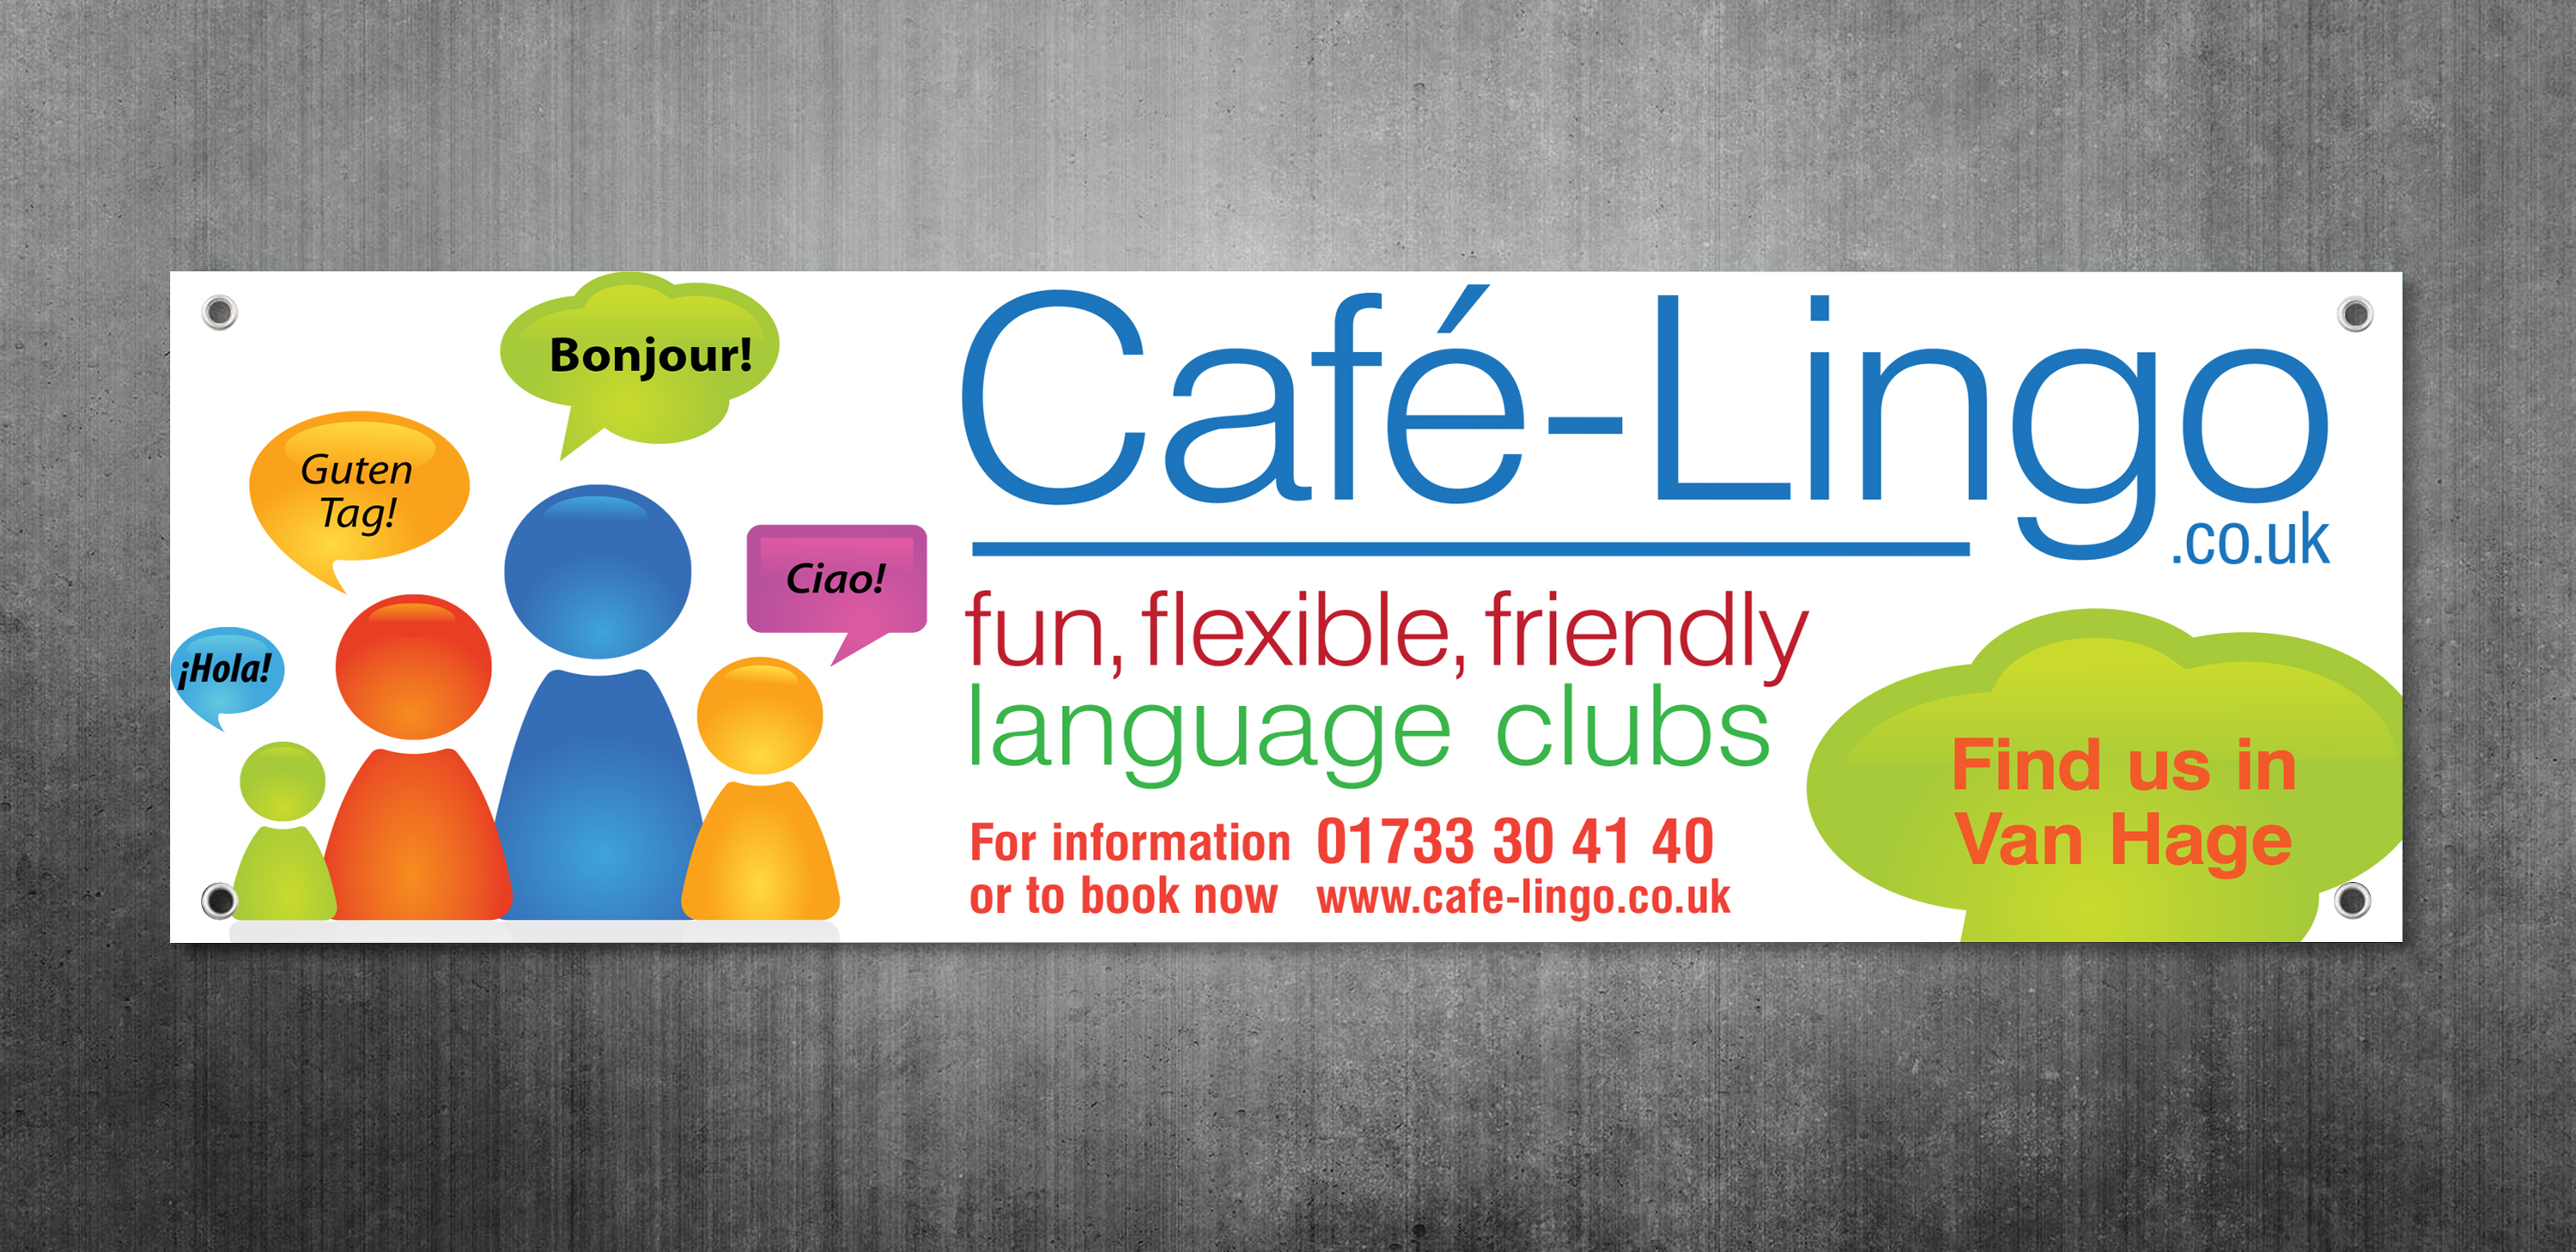 Bonjour!
Guten
Tag!
Ciao!
¡Hola!
Café-Lingo
.co.uk
fun, flexible, friendly
language clubs
For information 01733 30 41 40
or to book now www.cafe-lingo.co.uk
Find us in
Van Hage